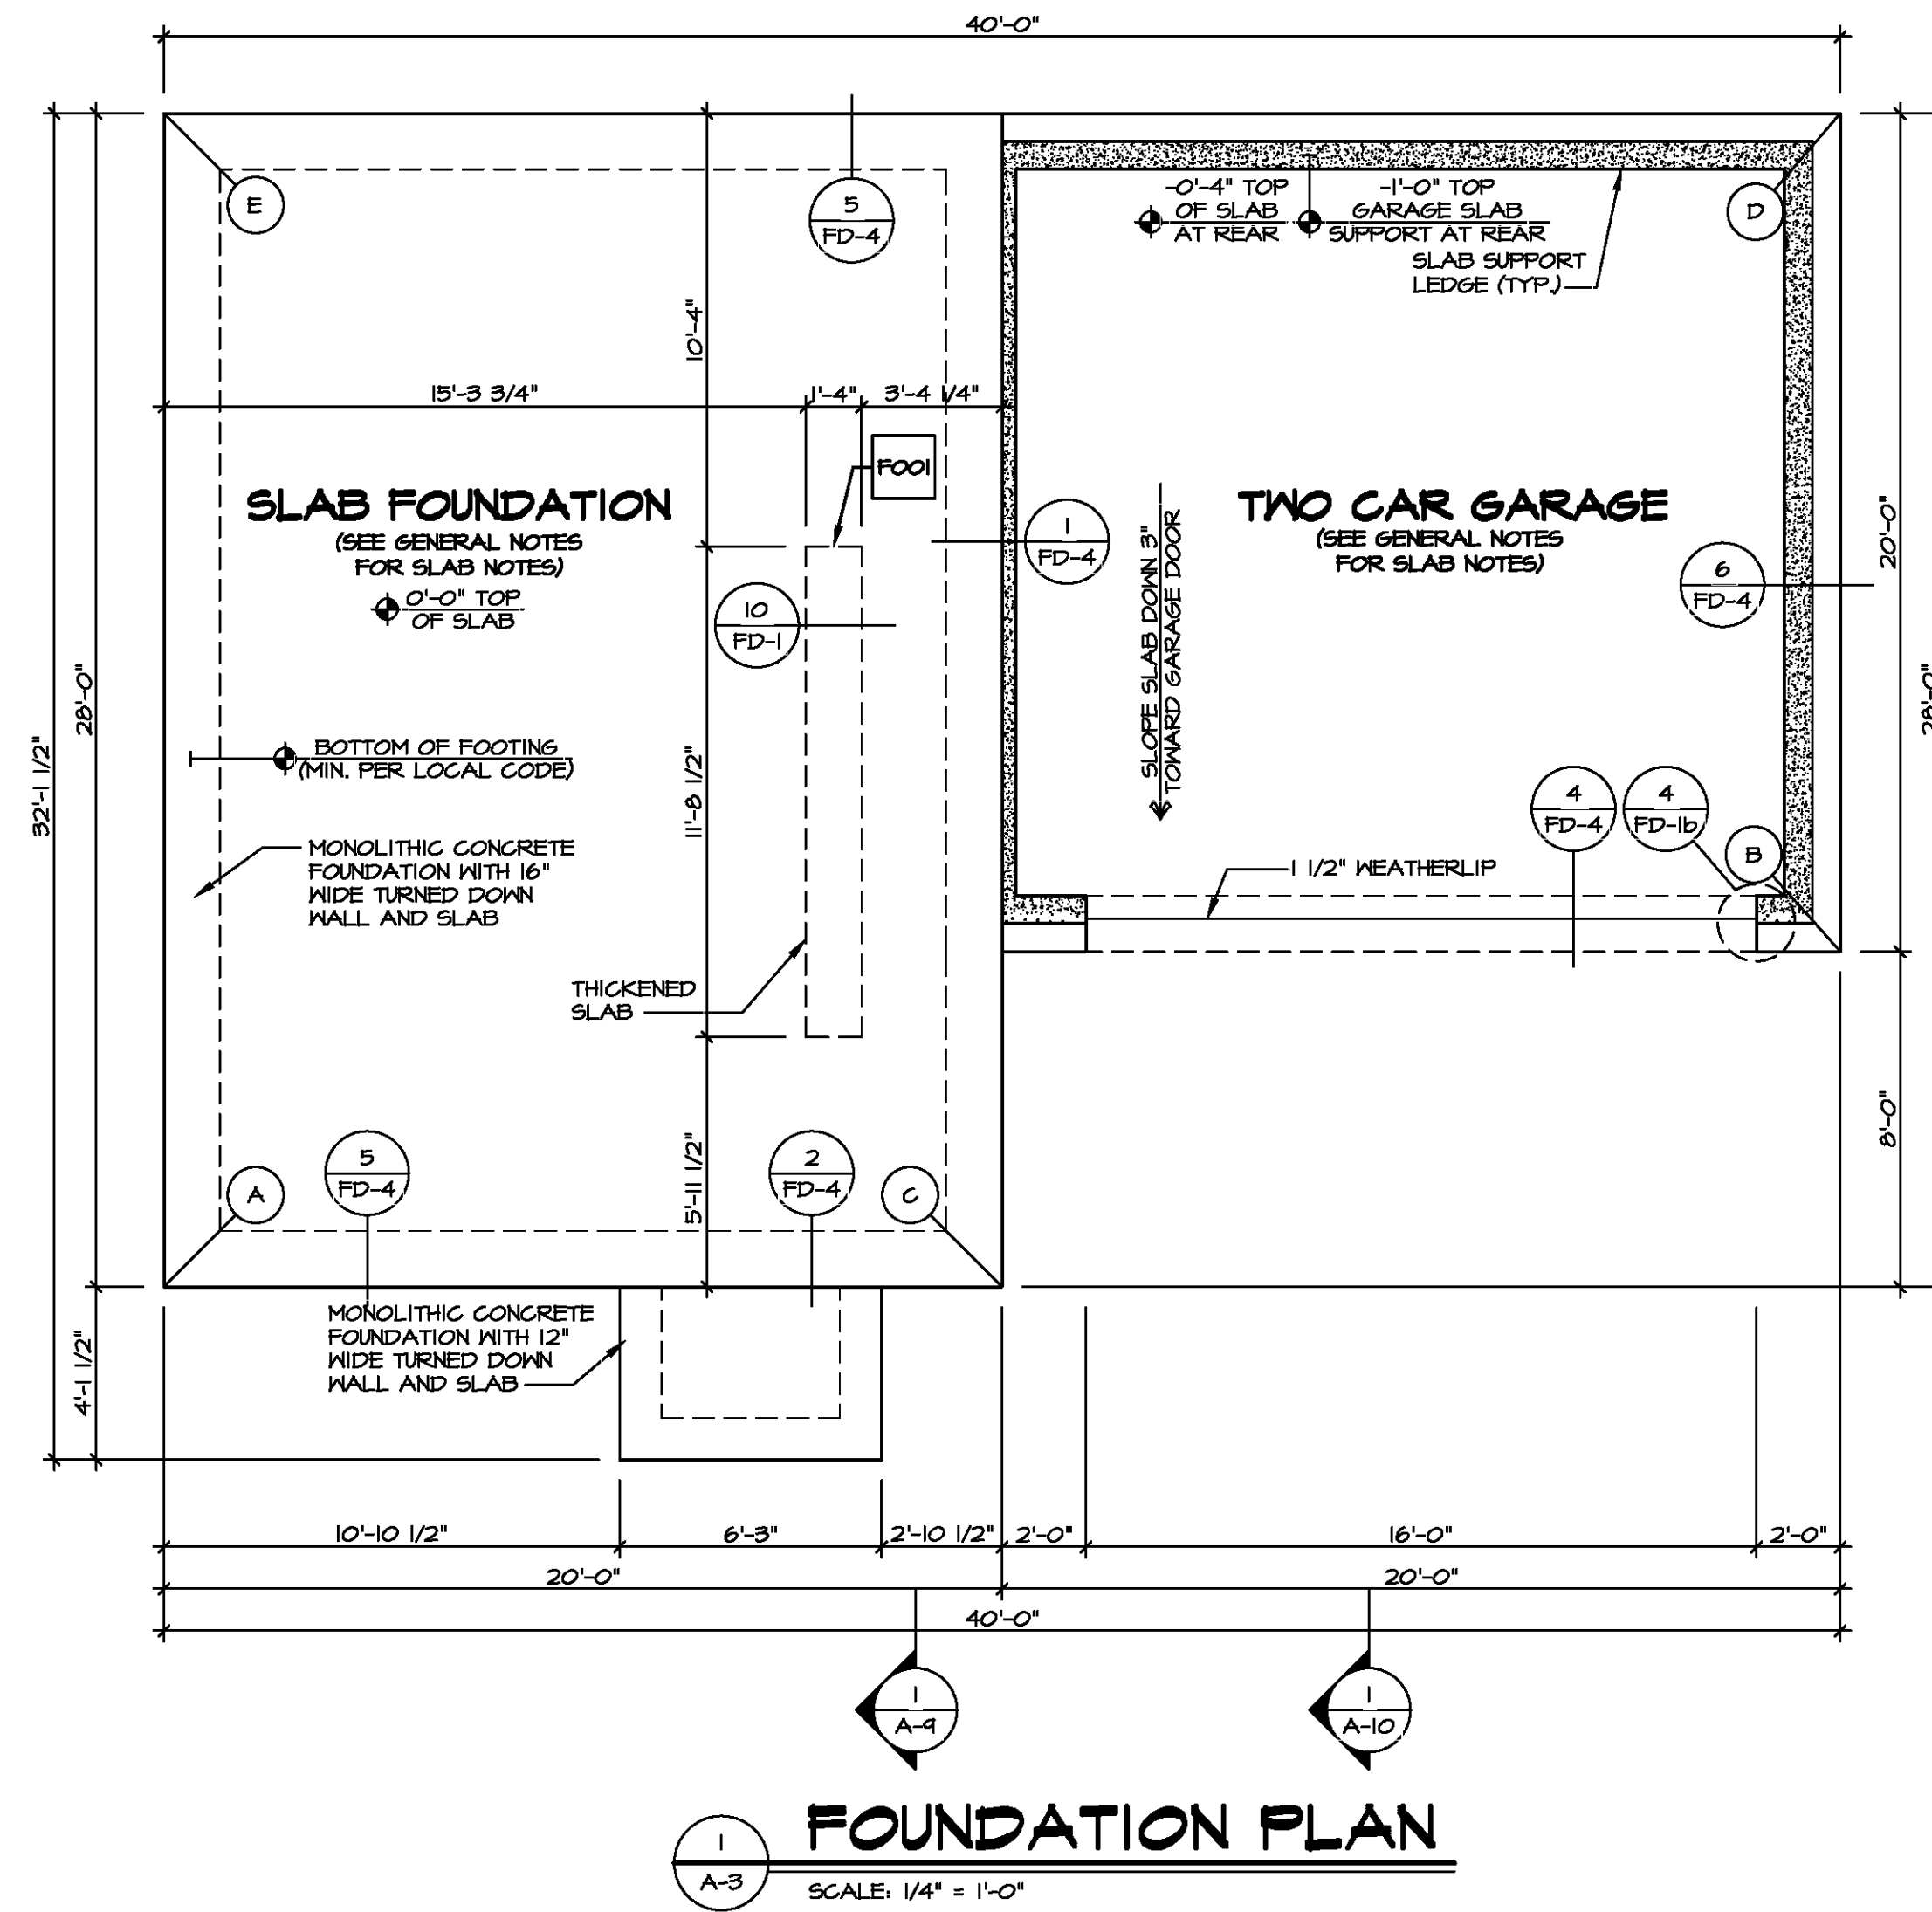 40'-0"
E
5
FD-4
-0'-4" TOP
OF SLAB
AT REAR
-1'-0" TOP
GARAGE SLAB
SUPPORT AT REAR
D
SLAB SUPPORT
LEDGE (TYP.)
10'-4"
15'-3 3/4"
1'-4"
3'-4 1/4"
F001
SLAB FOUNDATION
(SEE GENERAL NOTES
FOR SLAB NOTES)
0'-0" TOP
OF SLAB
10
FD-1
1
FD-4
TWO CAR GARAGE
(SEE GENERAL NOTES
FOR SLAB NOTES)
6
FD-4
20'-0"
SLOPE SLAB DOWN 3"
TOWARD GARAGE DOOR
28'-0"
28'-0"
32'-1 1/2"
BOTTOM OF FOOTING
(MIN. PER LOCAL CODE)
11'-8 1/2"
4
FD-4
4
FD-1b
B
MONOLITHIC CONCRETE
FOUNDATION WITH 16"
WIDE TURNED DOWN
WALL AND SLAB
1 1/2" WEATHERLIP
THICKENED
SLAB
8'-0"
5'-11 1/2"
A
5
FD-4
2
FD-4
C
MONOLITHIC CONCRETE
FOUNDATION WITH 12"
WIDE TURNED DOWN
WALL AND SLAB
4'-1 1/2"
10'-10 1/2"
6'-3"
2'-10 1/2"
2'-0"
16'-0"
2'-0"
20'-0"
20'-0"
40'-0"
1
A-9
1
A-10
1
A-3
FOUNDATION PLAN
SCALE: 1/4" = 1'-0"